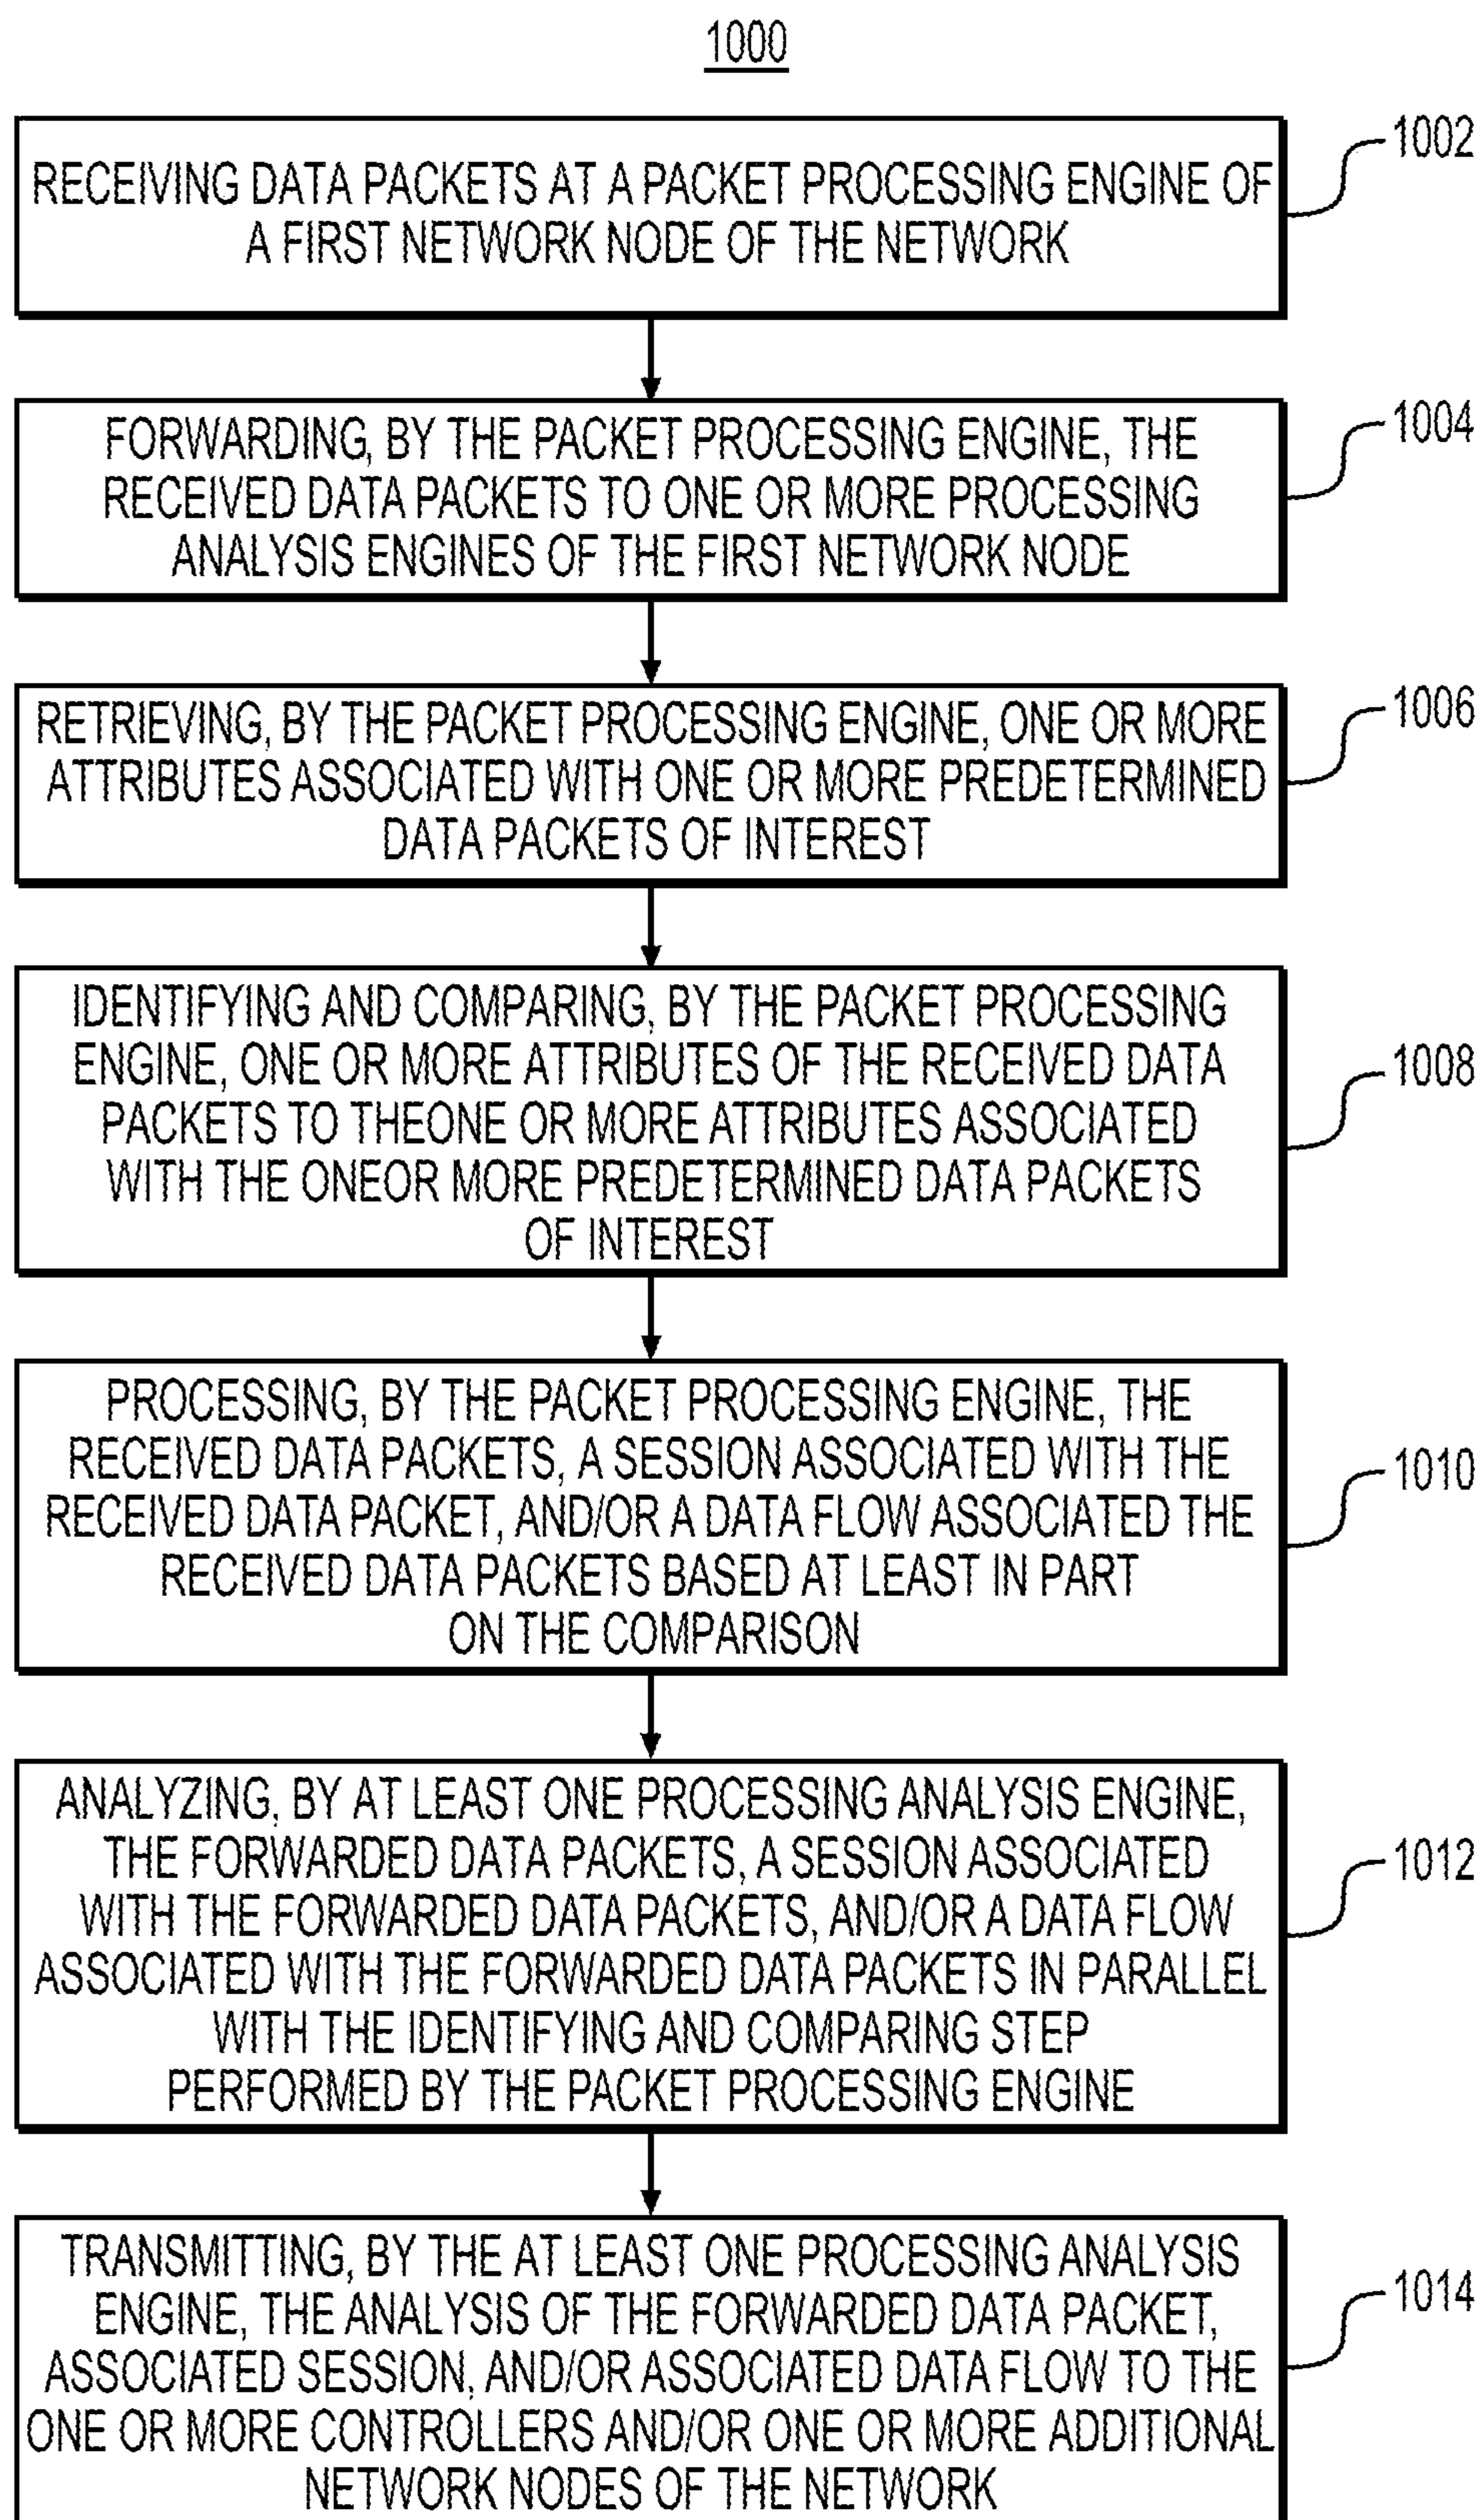 1000
RECEIVING DATA PACKETS AT A PACKET PROCESSING ENGINE OF
A FIRST NETWORK NODE OF THE NETWORK
1002
FORWARDING, BY THE PACKET PROCESSING ENGINE, THE
RECEIVED DATA PACKETS TO ONE OR MORE PROCESSING
ANALYSIS ENGINES OF THE FIRST NETWORK NODE
1004
RETRIEVING, BY THE PACKET PROCESSING ENGINE, ONE OR MORE
ATTRIBUTES ASSOCIATED WITH ONE OR MORE PREDETERMINED
DATA PACKETS OF INTEREST
1006
IDENTIFYING AND COMPARING, BY THE PACKET PROCESSING
ENGINE, ONE OR MORE ATTRIBUTES OF THE RECEIVED DATA
PACKETS TO THEONE OR MORE ATTRIBUTES ASSOCIATED
WITH THE ONEOR MORE PREDETERMINED DATA PACKETS
OF INTEREST
1008
PROCESSING, BY THE PACKET PROCESSING ENGINE, THE
RECEIVED DATA PACKETS, A SESSION ASSOCIATED WITH THE
RECEIVED DATA PACKET, AND/OR A DATA FLOW ASSOCIATED THE
RECEIVED DATA PACKETS BASED AT LEAST IN PART
ON THE COMPARISON
1010
ANALYZING, BY AT LEAST ONE PROCESSING ANALYSIS ENGINE,
THE FORWARDED DATA PACKETS, A SESSION ASSOCIATED
WITH THE FORWARDED DATA PACKETS, AND/OR A DATA FLOW
ASSOCIATED WITH THE FORWARDED DATA PACKETS IN PARALLEL
WITH THE IDENTIFYING AND COMPARING STEP
PERFORMED BY THE PACKET PROCESSING ENGINE
1012
TRANSMITTING, BY THE AT LEAST ONE PROCESSING ANALYSIS
ENGINE, THE ANALYSIS OF THE FORWARDED DATA PACKET,
ASSOCIATED SESSION, AND/OR ASSOCIATED DATA FLOW TO THE
ONE OR MORE CONTROLLERS AND/OR ONE OR MORE ADDITIONAL
NETWORK NODES OF THE NETWORK
1014